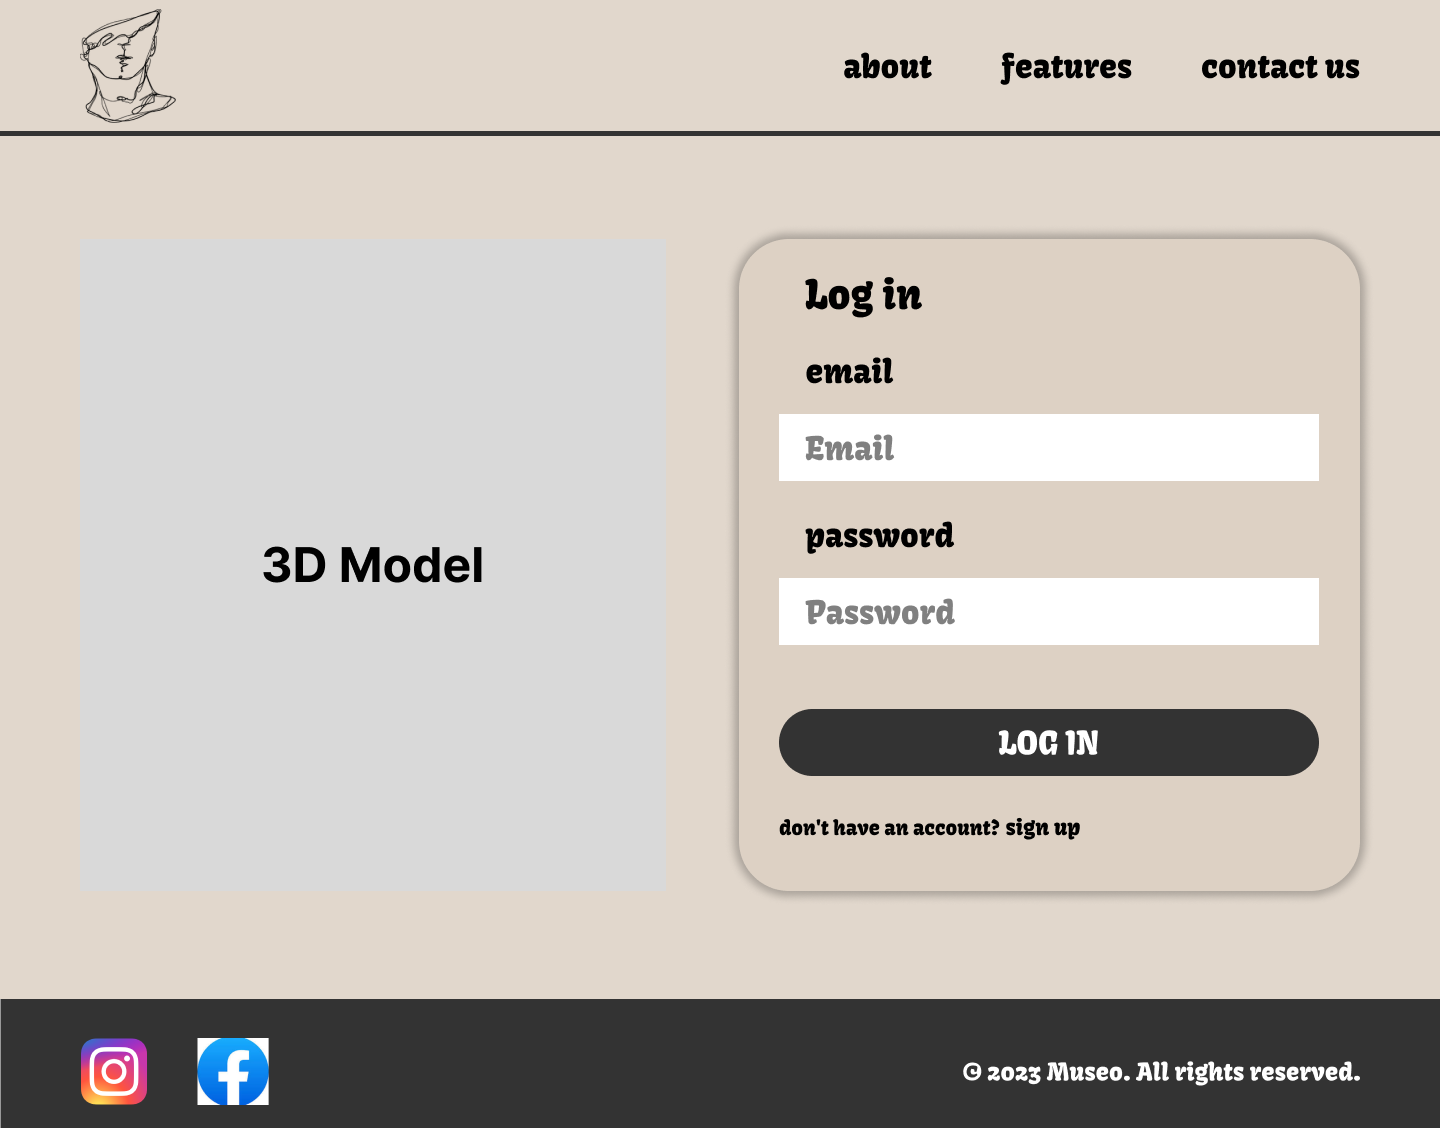 about
features
contact us
3D Model
Log in
email
Email
password
Password
LOG IN
don't have an account? sign up
© 2023 Museo. All rights reserved.